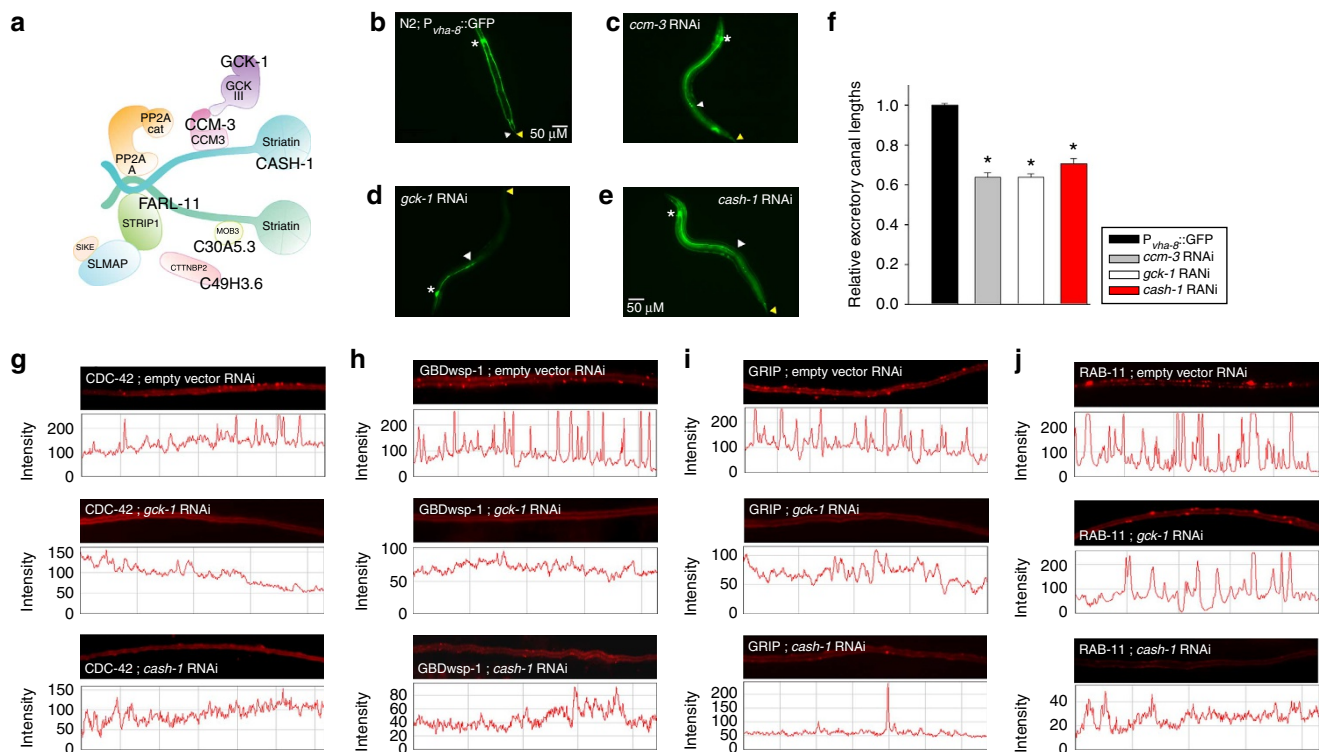 a
GCK-1
GCK
III
PP2A
cat
CCM-3
CCM3
Striatin
CASH-1
PP2A
A
FARL-11
STRIP1
MOB3
C30A5.3
Striatin
SIKE
SLMAP
CTTNBP2
C49H3.6
b
N2; Pvha-8::GFP
*
50 µM
c
ccm-3 RNAi
*
d
gck-1 RNAi
*
e
cash-1 RNAi
*
50 µM
f
Relative excretory canal lengths
1.0
0.8
0.6
0.4
0.2
0.0
* * *
Pvha-8::GFP
ccm-3 RNAi
gck-1 RANi
cash-1 RANi
g
CDC-42 ; empty vector RNAi
Intensity
200
100
0
CDC-42 ; gck-1 RNAi
Intensity
150
100
50
0
CDC-42 ; cash-1 RNAi
Intensity
150
100
50
0
h
GBDwsp-1 ; empty vector RNAi
Intensity
200
100
0
GBDwsp-1 ; gck-1 RNAi
Intensity
100
50
0
GBDwsp-1 ; cash-1 RNAi
Intensity
80
60
40
20
0
i
GRIP ; empty vector RNAi
Intensity
200
100
0
GRIP ; gck-1 RNAi
Intensity
100
50
0
GRIP ; cash-1 RNAi
Intensity
200
150
100
50
0
j
RAB-11 ; empty vector RNAi
Intensity
200
100
0
RAB-11 ; gck-1 RNAi
Intensity
200
100
0
RAB-11 ; cash-1 RNAi
Intensity
40
20
0